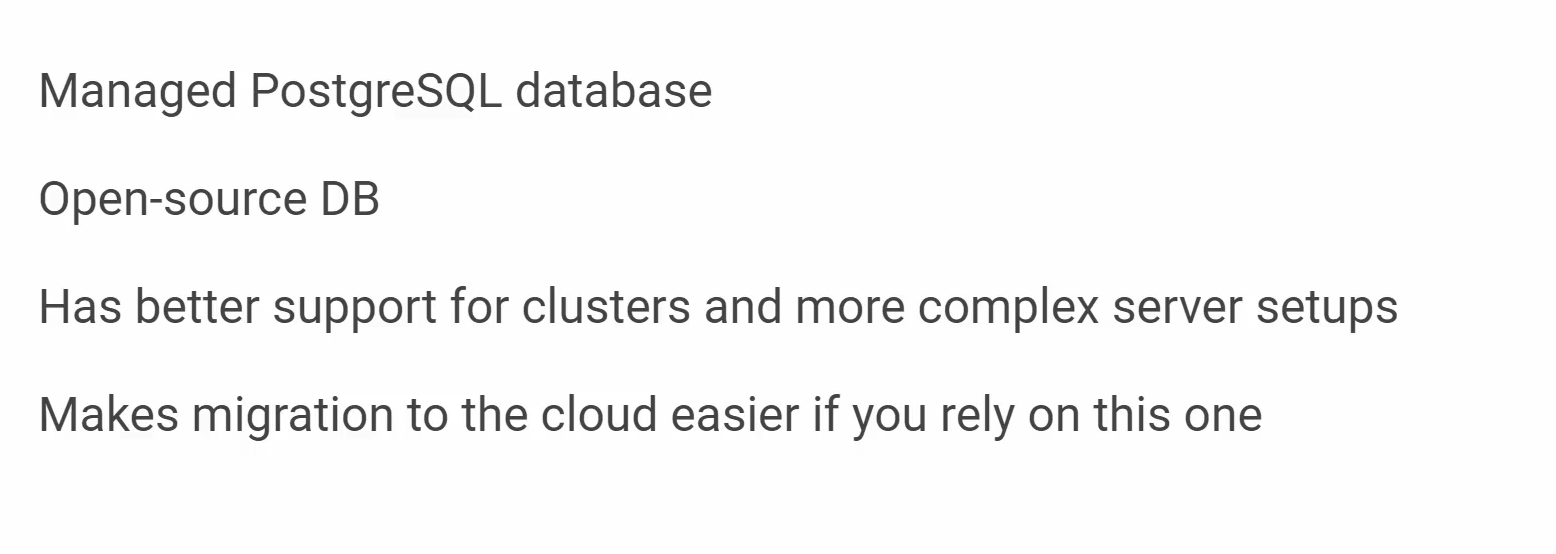 Managed PostgreSQL database
Open-source DB
Has better support for clusters and more complex server setups
Makes migration to the cloud easier if you rely on this one